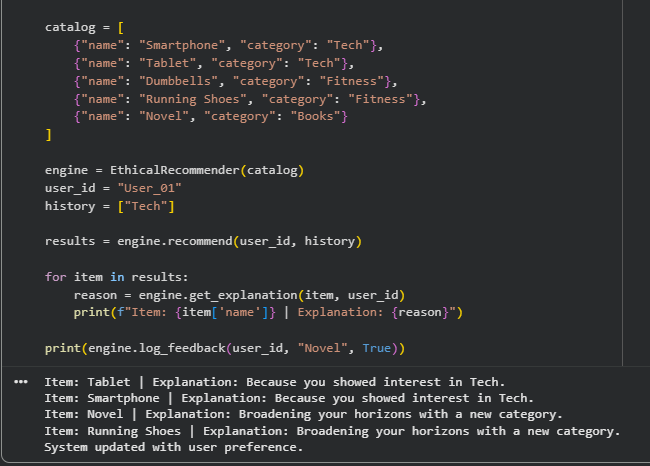 catalog = [
    {"name": "Smartphone", "category": "Tech"},
    {"name": "Tablet", "category": "Tech"},
    {"name": "Dumbbells", "category": "Fitness"},
    {"name": "Running Shoes", "category": "Fitness"},
    {"name": "Novel", "category": "Books"}
]
engine = EthicalRecommender(catalog)
user_id = "User_01"
history = ["Tech"]
results = engine.recommend(user_id, history)
for item in results:
    reason = engine.get_explanation(item, user_id)
    print(f"Item: {item['name']} | Explanation: {reason}")
print(engine.log_feedback(user_id, "Novel", True))
Item: Tablet | Explanation: Because you showed interest in Tech.
Item: Smartphone | Explanation: Because you showed interest in Tech.
Item: Novel | Explanation: Broadening your horizons with a new category.
Item: Running Shoes | Explanation: Broadening your horizons with a new category.
System updated with user preference.